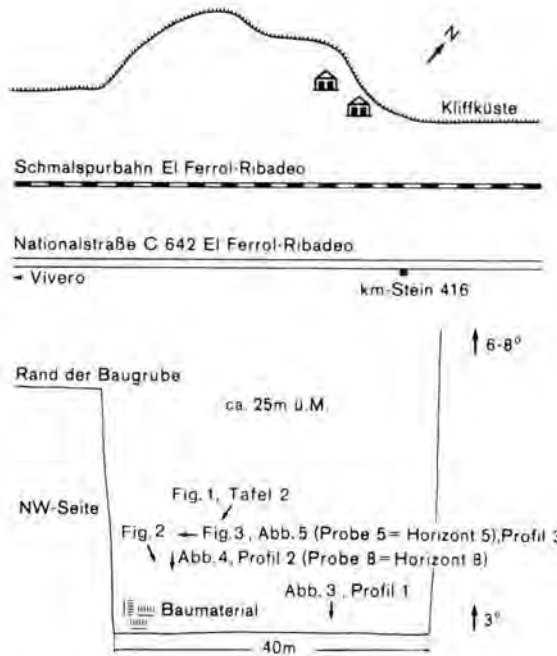 N
Kliffküste
Schmalspurbahn El Ferrol-Ribadeo
Nationalstraße C 642 El Ferrol-Ribadeo
Vivero
km-Stein 416
6-8°
Rand der Baugrube
ca. 25m ü.M.
NW-Seite
Fig. 1, Tafel 2
Fig. 2 Fig. 3, Abb. 5 (Probe 5 = Horizont 5), Profil 3
Abb. 4, Profil 2 (Probe 8 = Horizont 8)
Abb. 3, Profil 1
Baumaterial
3°
40m